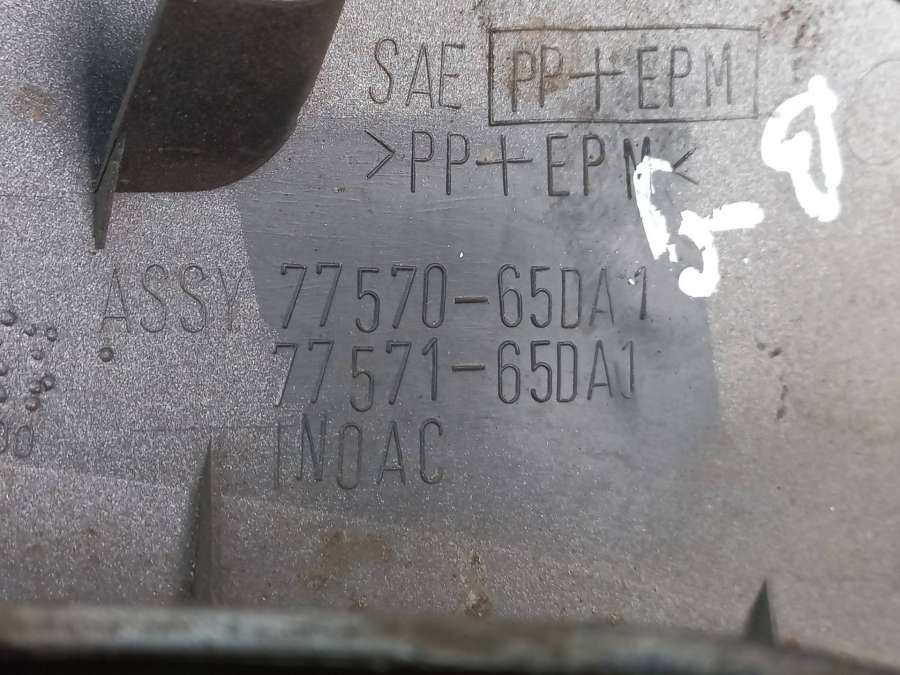 SAE PP+EPM
>PP+EPM<
ASSY 77570-65DA1
77571-65DA1
INOAC